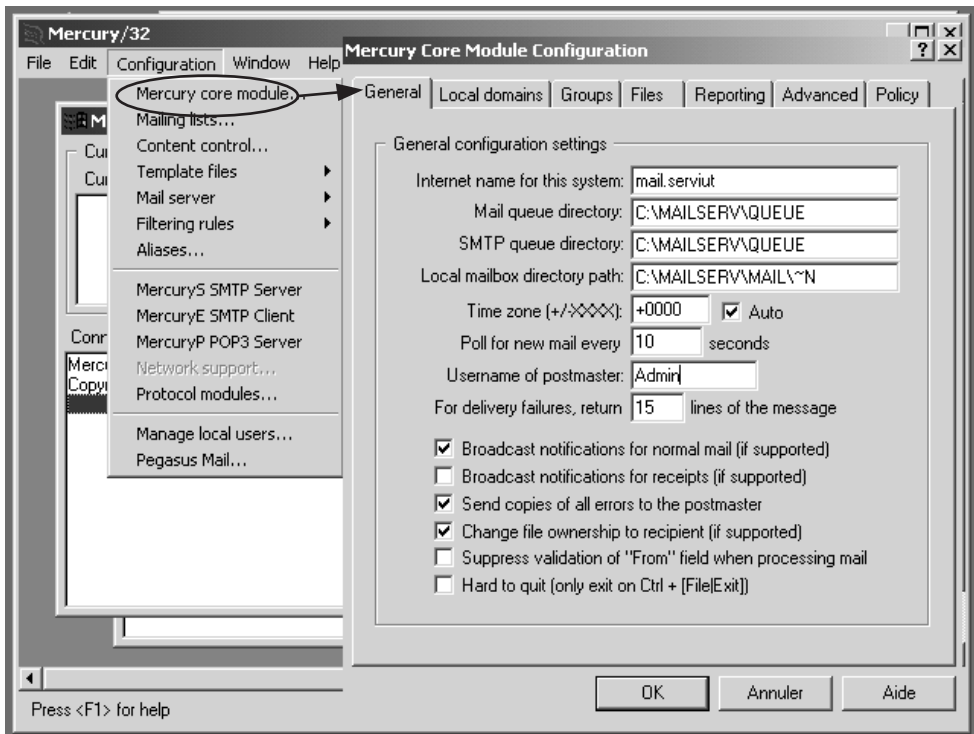 Mercury/32
File Edit Configuration Window Help
Mercury core module...
Mailing lists...
Content control...
Template files
Mail server
Filtering rules
Aliases...
MercuryS SMTP Server
MercuryE SMTP Client
MercuryP POP3 Server
Network support...
Protocol modules...
Manage local users...
Pegasus Mail...
M
Cur
Cur
Conr
Mercu
Copyr
Press <F1> for help
Mercury Core Module Configuration
General Local domains Groups Files Reporting Advanced Policy
General configuration settings
Internet name for this system: mail.serviut
Mail queue directory: C:\MAILSERV\QUEUE
SMTP queue directory: C:\MAILSERV\QUEUE
Local mailbox directory path: C:\MAILSERV\MAIL\~N
Time zone (+/-XXXX): +0000 Auto
Poll for new mail every 10 seconds
Username of postmaster: Admin
For delivery failures, return 15 lines of the message
Broadcast notifications for normal mail (if supported)
Broadcast notifications for receipts (if supported)
Send copies of all errors to the postmaster
Change file ownership to recipient (if supported)
Suppress validation of "From" field when processing mail
Hard to quit (only exit on Ctrl + [File|Exit])
OK Annuler Aide